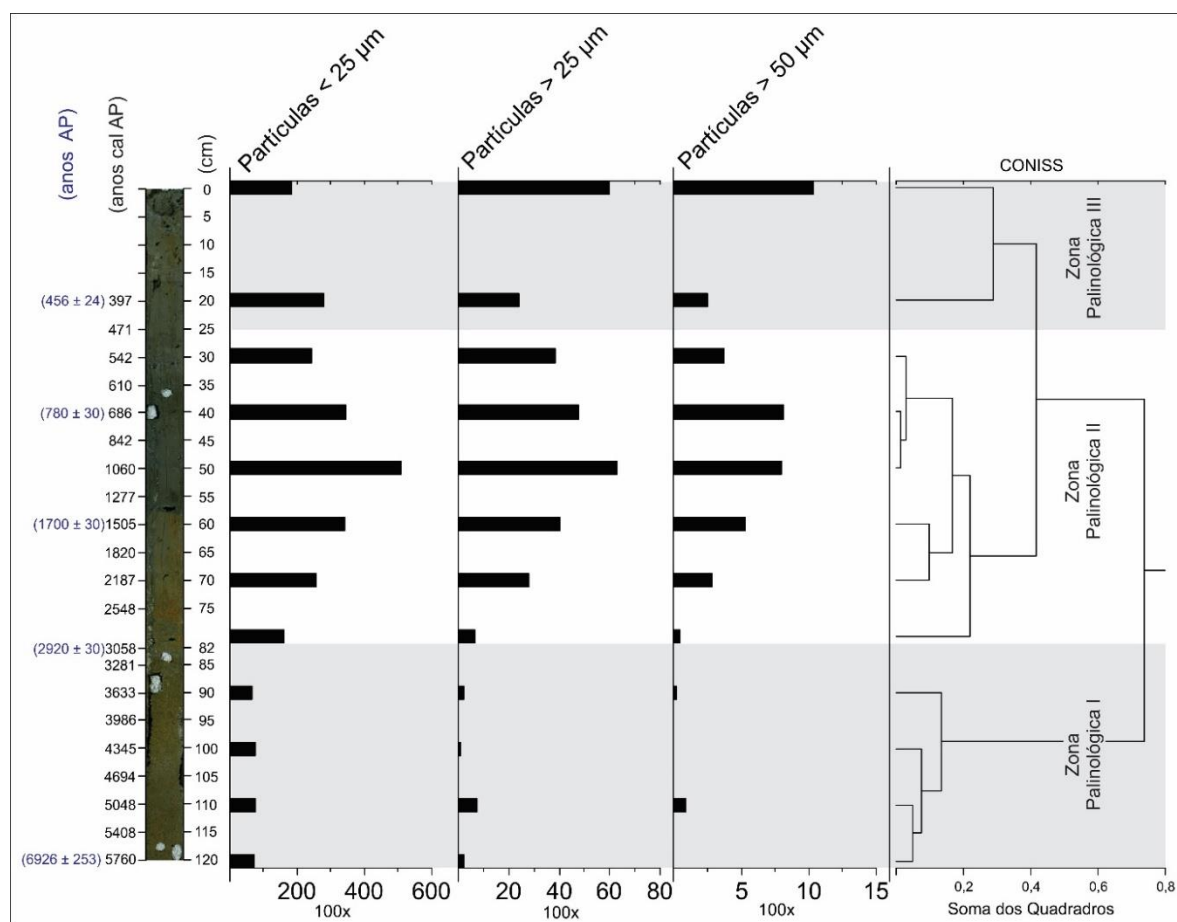 (anos AP)
(anos cal AP)
(cm)
Partículas < 25 µm
Partículas > 25 µm
Partículas > 50 µm
CONISS
0
5
10
15
(456 ± 24) 397 20
471 25
542 30
610 35
(780 ± 30) 686 40
842 45
1060 50
1277 55
(1700 ± 30) 1505 60
1820 65
2187 70
2548 75
(2920 ± 30) 3058 82
3281 85
3633 90
3986 95
4345 100
4694 105
5048 110
5408 115
(6926 ± 253) 5760 120
Zona
Palinológica III
Zona
Palinológica II
Zona
Palinológica I
200 400 600
100x
20 40 60 80
100x
5 10 15
100x
0,2 0,4 0,6 0,8
Soma dos Quadrados